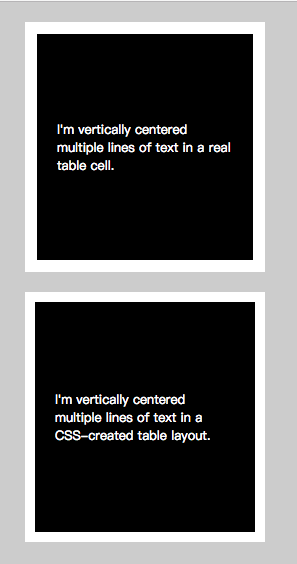 I'm vertically centered
multiple lines of text in a real
table cell.
I'm vertically centered
multiple lines of text in a
CSS-created table layout.